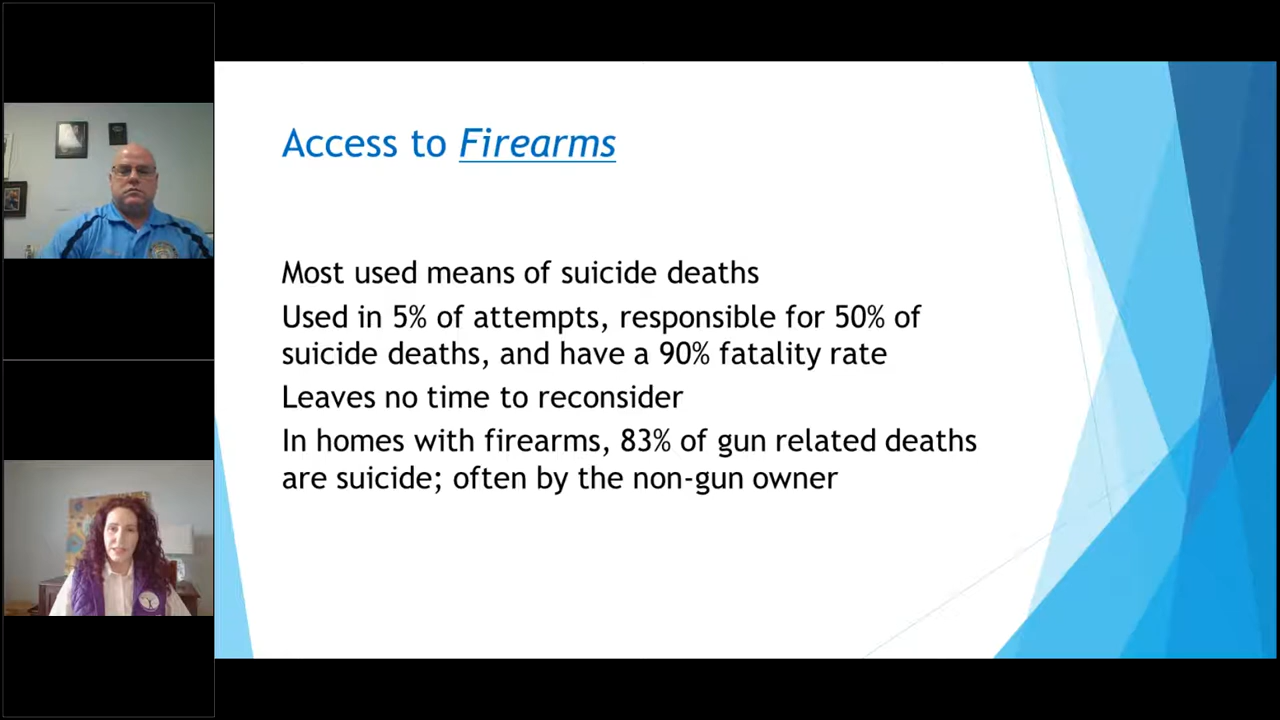 Access to Firearms
Most used means of suicide deaths
Used in 5% of attempts, responsible for 50% of
suicide deaths, and have a 90% fatality rate
Leaves no time to reconsider
In homes with firearms, 83% of gun related deaths
are suicide; often by the non-gun owner